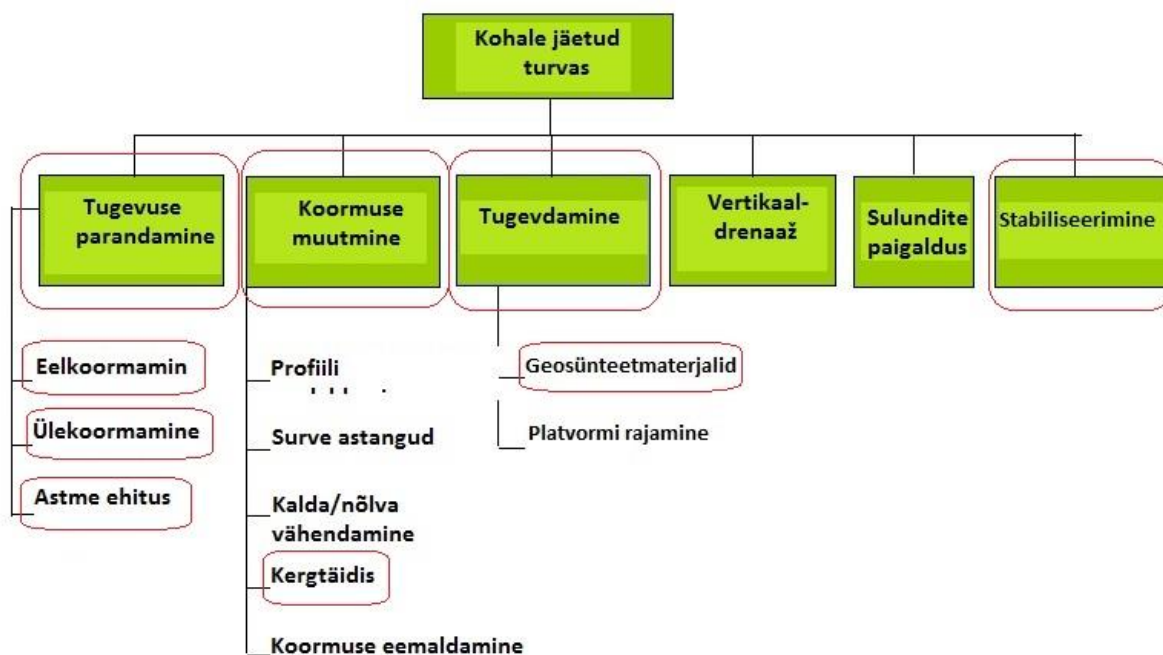 Kohale jäetud
turvas
Tugevuse
parandamine
Koormuse
muutmine
Tugevdamine
Vertikaal-
drenaaž
Sulundite
paigaldus
Stabiliseerimine
Eelkoormamin
Ülekoormamine
Astme ehitus
Profiili
Surve astangud
Kalda/nõlva
vähendamine
Kergtäidis
Koormuse eemaldamine
Geosünteetmaterjalid
Platvormi rajamine